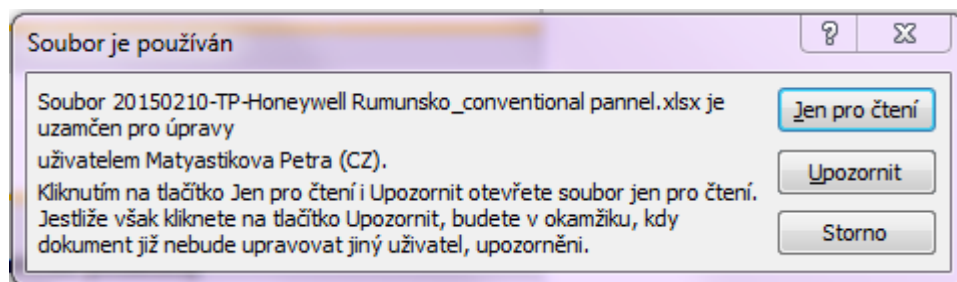 Soubor je používán
Soubor 20150210-TP-Honeywell Rumunsko_conventional pannel.xlsx je
uzamčen pro úpravy
uživatelem Matyastikova Petra (CZ).
Kliknutím na tlačítko Jen pro čtení i Upozornit otevřete soubor jen pro čtení.
Jestliže však kliknete na tlačítko Upozornit, budete v okamžiku, kdy
dokument již nebude upravovat jiný uživatel, upozorněni.
Jen pro čtení
Upozornit
Storno